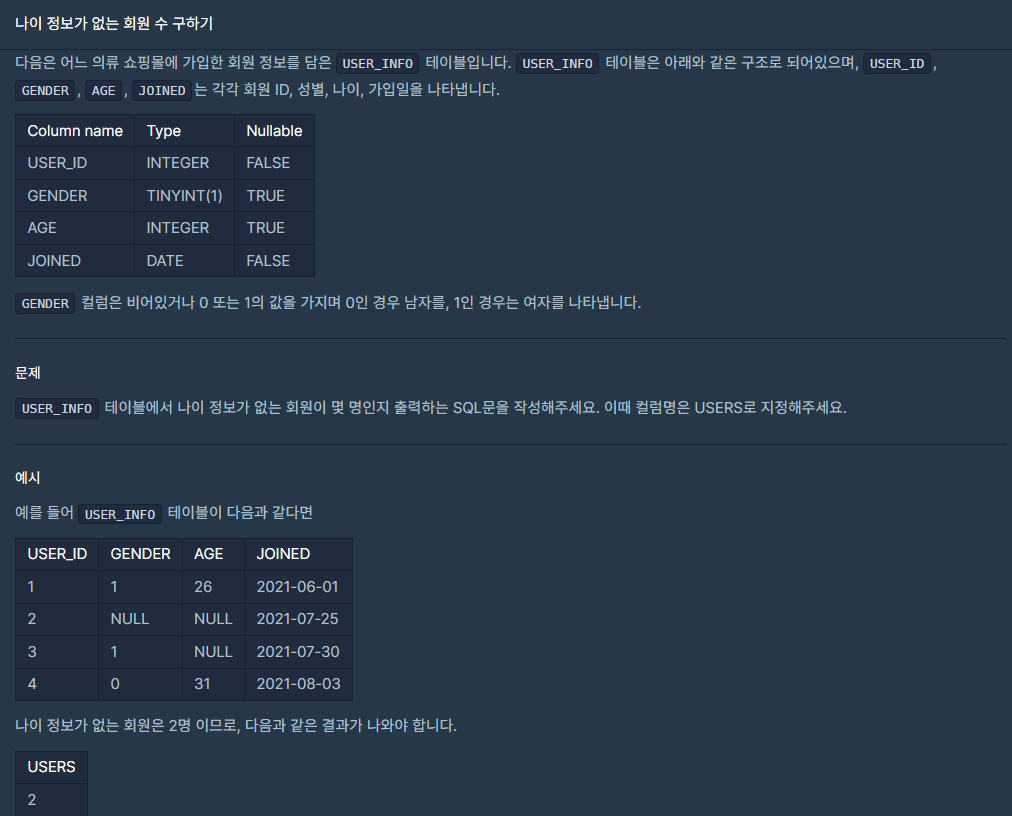 나이 정보가 없는 회원 수 구하기
다음은 어느 의류 쇼핑몰에 가입한 회원 정보를 담은 USER_INFO 테이블입니다. USER_INFO 테이블은 아래와 같은 구조로 되어있으며, USER_ID ,
GENDER , AGE , JOINED 는 각각 회원 ID, 성별, 나이, 가입일을 나타냅니다.
Column name Type Nullable
USER_ID INTEGER FALSE
GENDER TINYINT(1) TRUE
AGE INTEGER TRUE
JOINED DATE FALSE
GENDER 컬럼은 비어있거나 0 또는 1의 값을 가지며 0인 경우 남자를, 1인 경우는 여자를 나타냅니다.
문제
USER_INFO 테이블에서 나이 정보가 없는 회원이 몇 명인지 출력하는 SQL문을 작성해주세요. 이때 컬럼명은 USERS로 지정해주세요.
예시
예를 들어 USER_INFO 테이블이 다음과 같다면
USER_ID GENDER AGE JOINED
1 1 26 2021-06-01
2 NULL NULL 2021-07-25
3 1 NULL 2021-07-30
4 0 31 2021-08-03
나이 정보가 없는 회원은 2명 이므로, 다음과 같은 결과가 나와야 합니다.
USERS
2